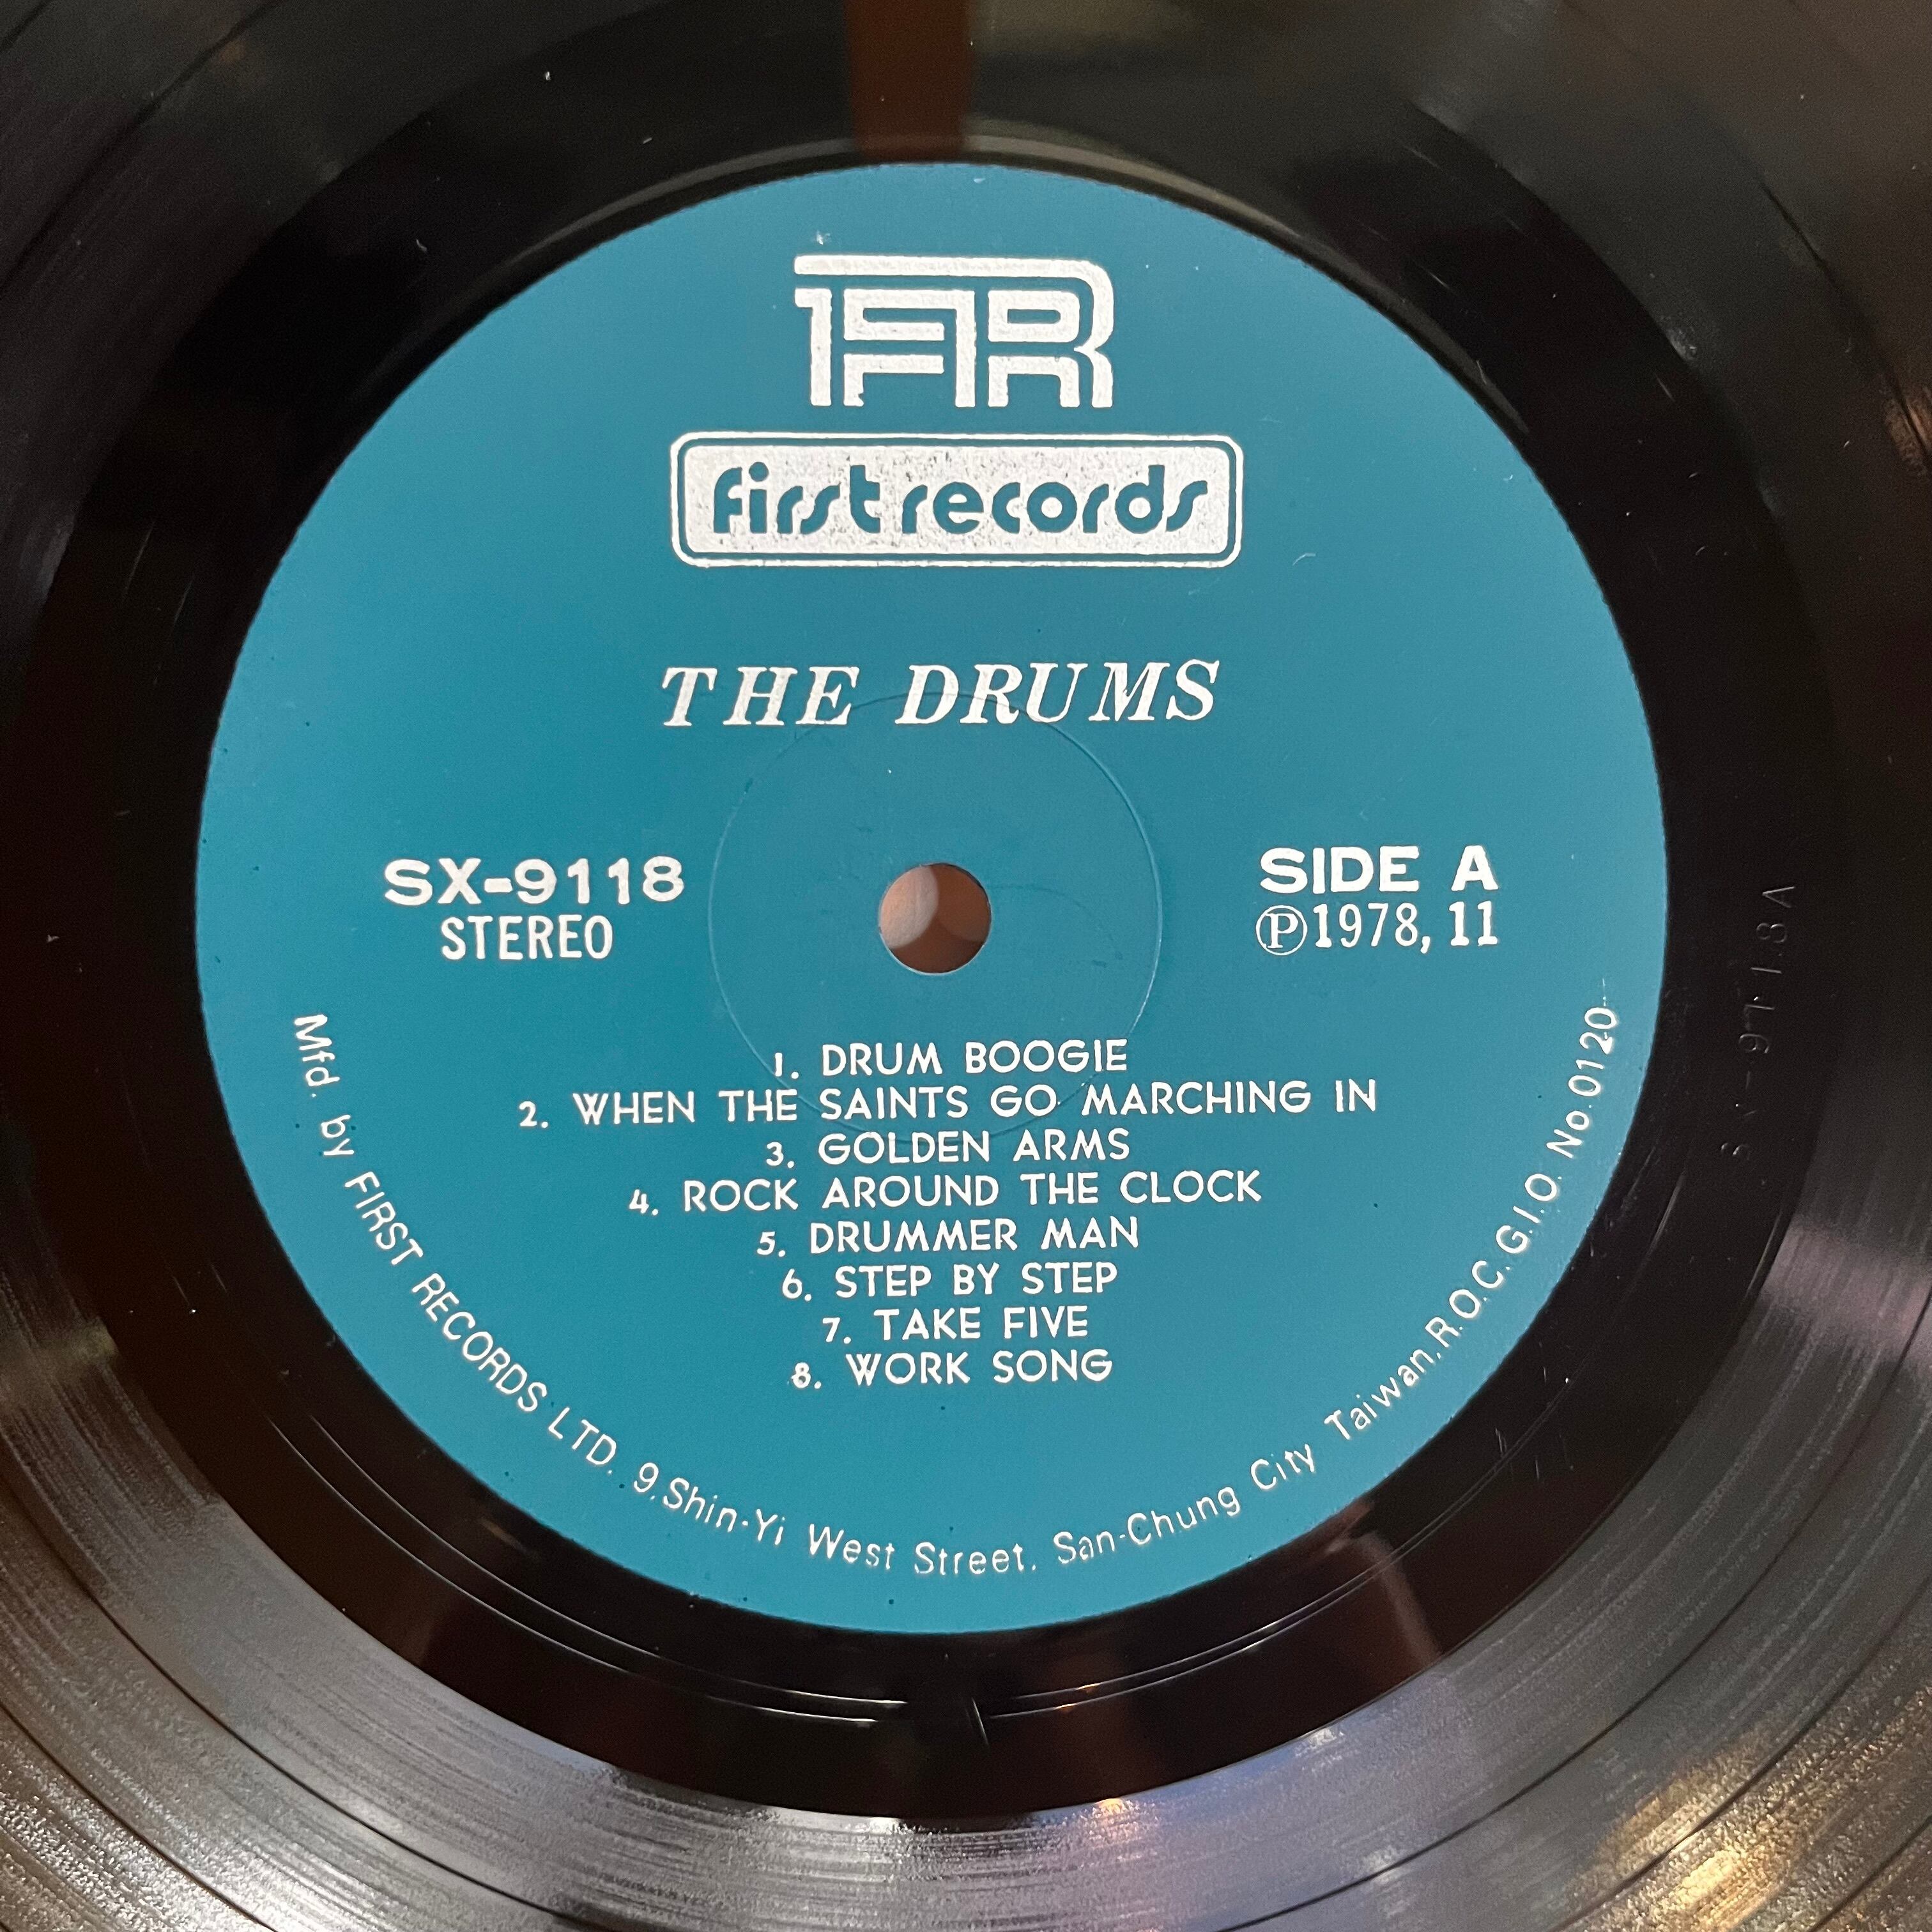 FR
first records
THE DRUMS
SX-9118
STEREO
SIDE A
Ⓟ1978, 11
1. DRUM BOOGIE
2. WHEN THE SAINTS GO MARCHING IN
3. GOLDEN ARMS
4. ROCK AROUND THE CLOCK
5. DRUMMER MAN
6. STEP BY STEP
7. TAKE FIVE
8. WORK SONG
Mfd. by FIRST RECORDS LTD. 9,Shin-Yi West Street. San-Chung City Taiwan.R.O.C.G.I.O. No.0120
SX-9118A